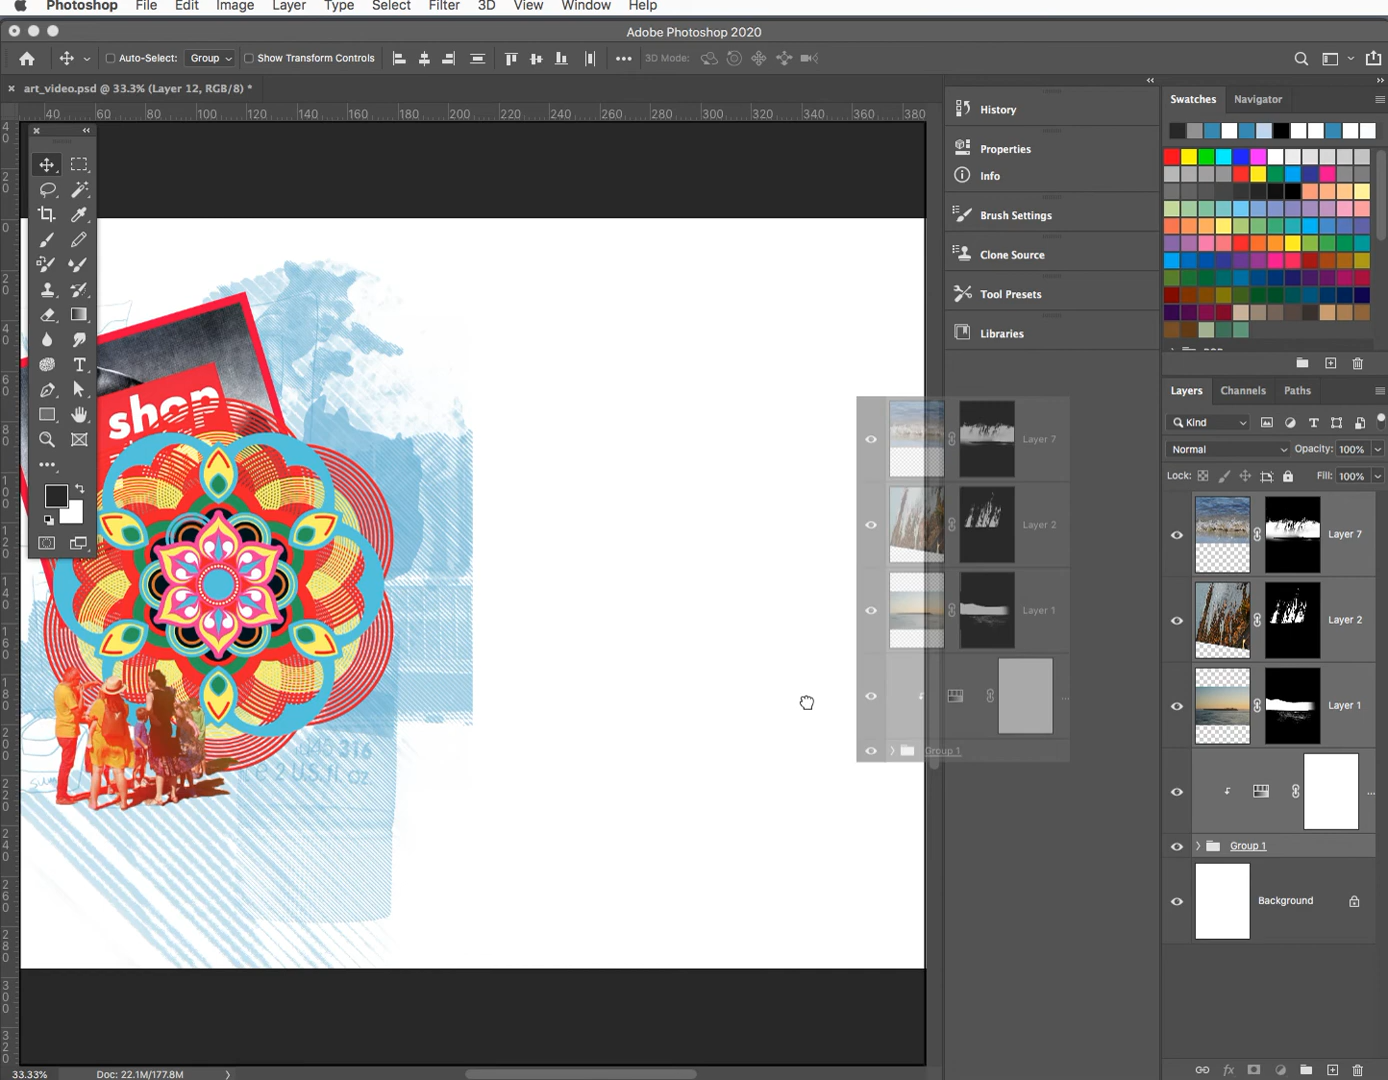 Photoshop File Edit Image Layer Type Select Filter 3D View Window Help
Adobe Photoshop 2020
Auto-Select: Group Show Transform Controls 3D Mode:
× art_video.psd @ 33.3% (Layer 12, RGB/8) *
Swatches Navigator
40 60 80 100 120 140 160 180 200 220 240 260 280 300 320 340 360 380
History
Properties
Info
Brush Settings
Clone Source
Tool Presets
Libraries
shop
Layers Channels Paths
Kind
Normal Opacity: 100%
Lock: Fill: 100%
Layer 7
Layer 2
Layer 1
Group 1
Layer 7
Layer 2
Layer 1
...
Group 1
Background
316
2 US.fl oz.
33.33% Doc: 22.1M/177.8M